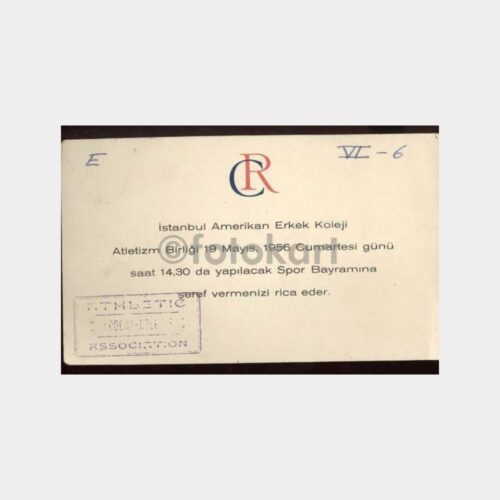 E
VI - 6
CR
İstanbul Amerikan Erkek Koleji
Atletizm Birliği 19 Mayıs, 1956 Cumartesi günü
saat 14,30 da yapılacak Spor Bayramına
şeref vermenizi rica eder.
©fotokart
ATHLETIC
ASSOCIATION